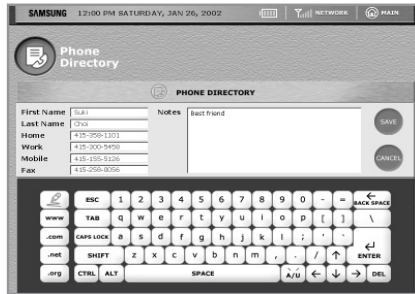 SAMSUNG 12:00 PM SATURDAY, JAN 26, 2002 NETWORK MAIN
Phone
Directory
PHONE DIRECTORY
First Name Suki Notes Best friend
Last Name Choi
Home 415-359-1101
Work 415-300-5459
Mobile 415-155-5126
Fax 415-259-8056
SAVE
CANCEL
ESC 1 2 3 4 5 6 7 8 9 0 - = BACK SPACE
www TAB q w e r t y u i o p [ ] \
.com CAPS LOCK a s d f g h j k l ; '
.net SHIFT z x c v b n m , . / ↑ ENTER
.org CTRL ALT SPACE À/Ü ← ↓ → DEL